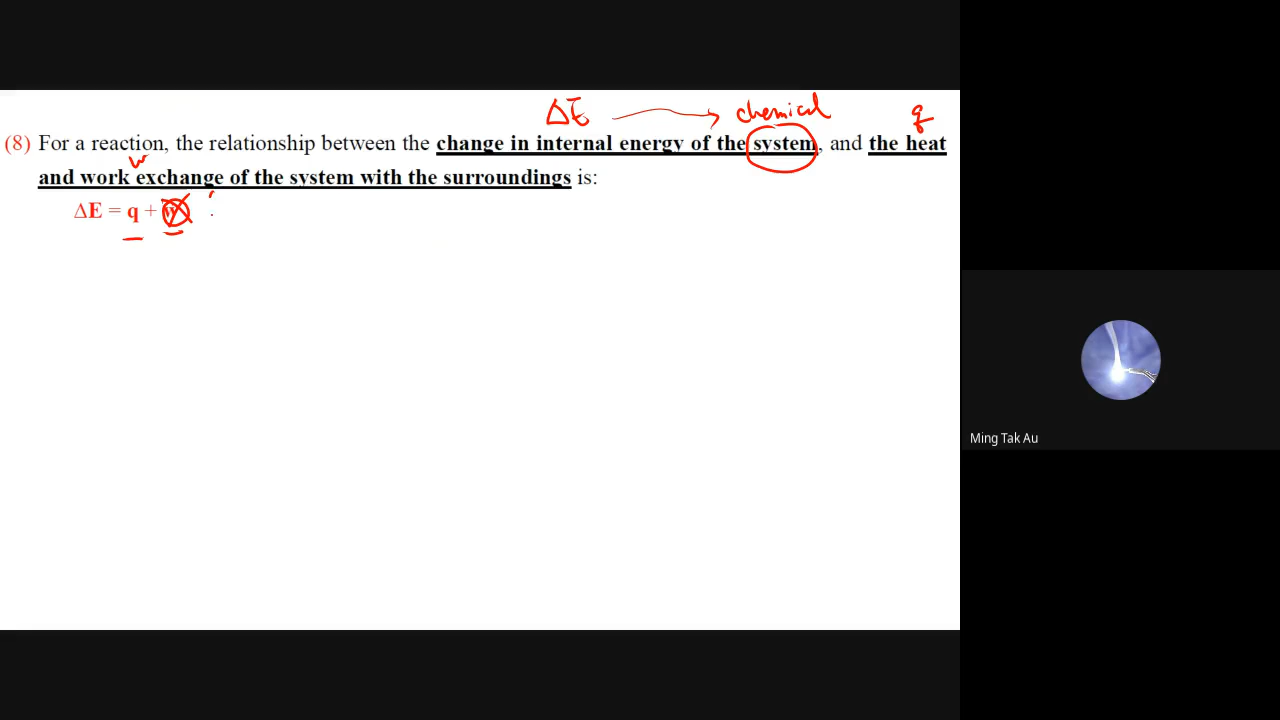 ΔE chemical q
(8) For a reaction, the relationship between the change in internal energy of the system, and the heat
w
and work exchange of the system with the surroundings is:
ΔE = q + w
Ming Tak Au